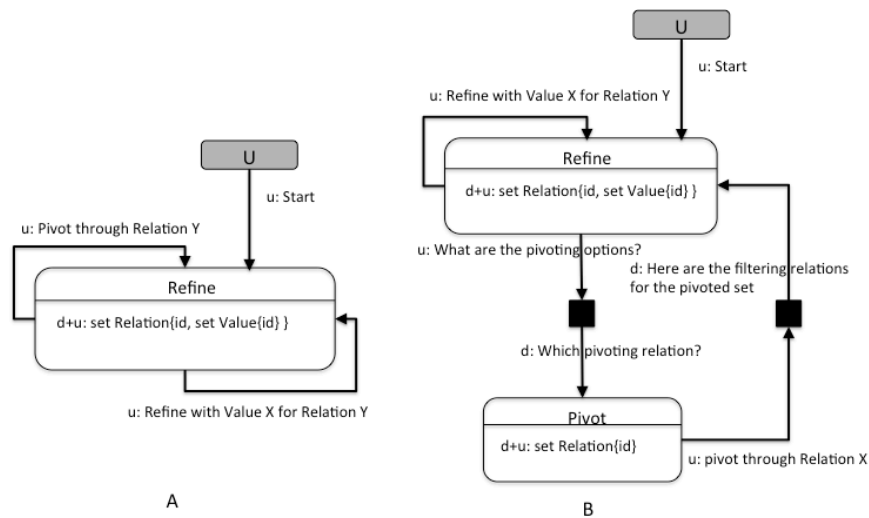 U
u: Start
u: Pivot through Relation Y
Refine
d+u: set Relation{id, set Value{id} }
u: Refine with Value X for Relation Y
A
U
u: Start
u: Refine with Value X for Relation Y
Refine
d+u: set Relation{id, set Value{id} }
u: What are the pivoting options?
d: Here are the filtering relations
for the pivoted set
d: Which pivoting relation?
Pivot
d+u: set Relation{id}
u: pivot through Relation X
B